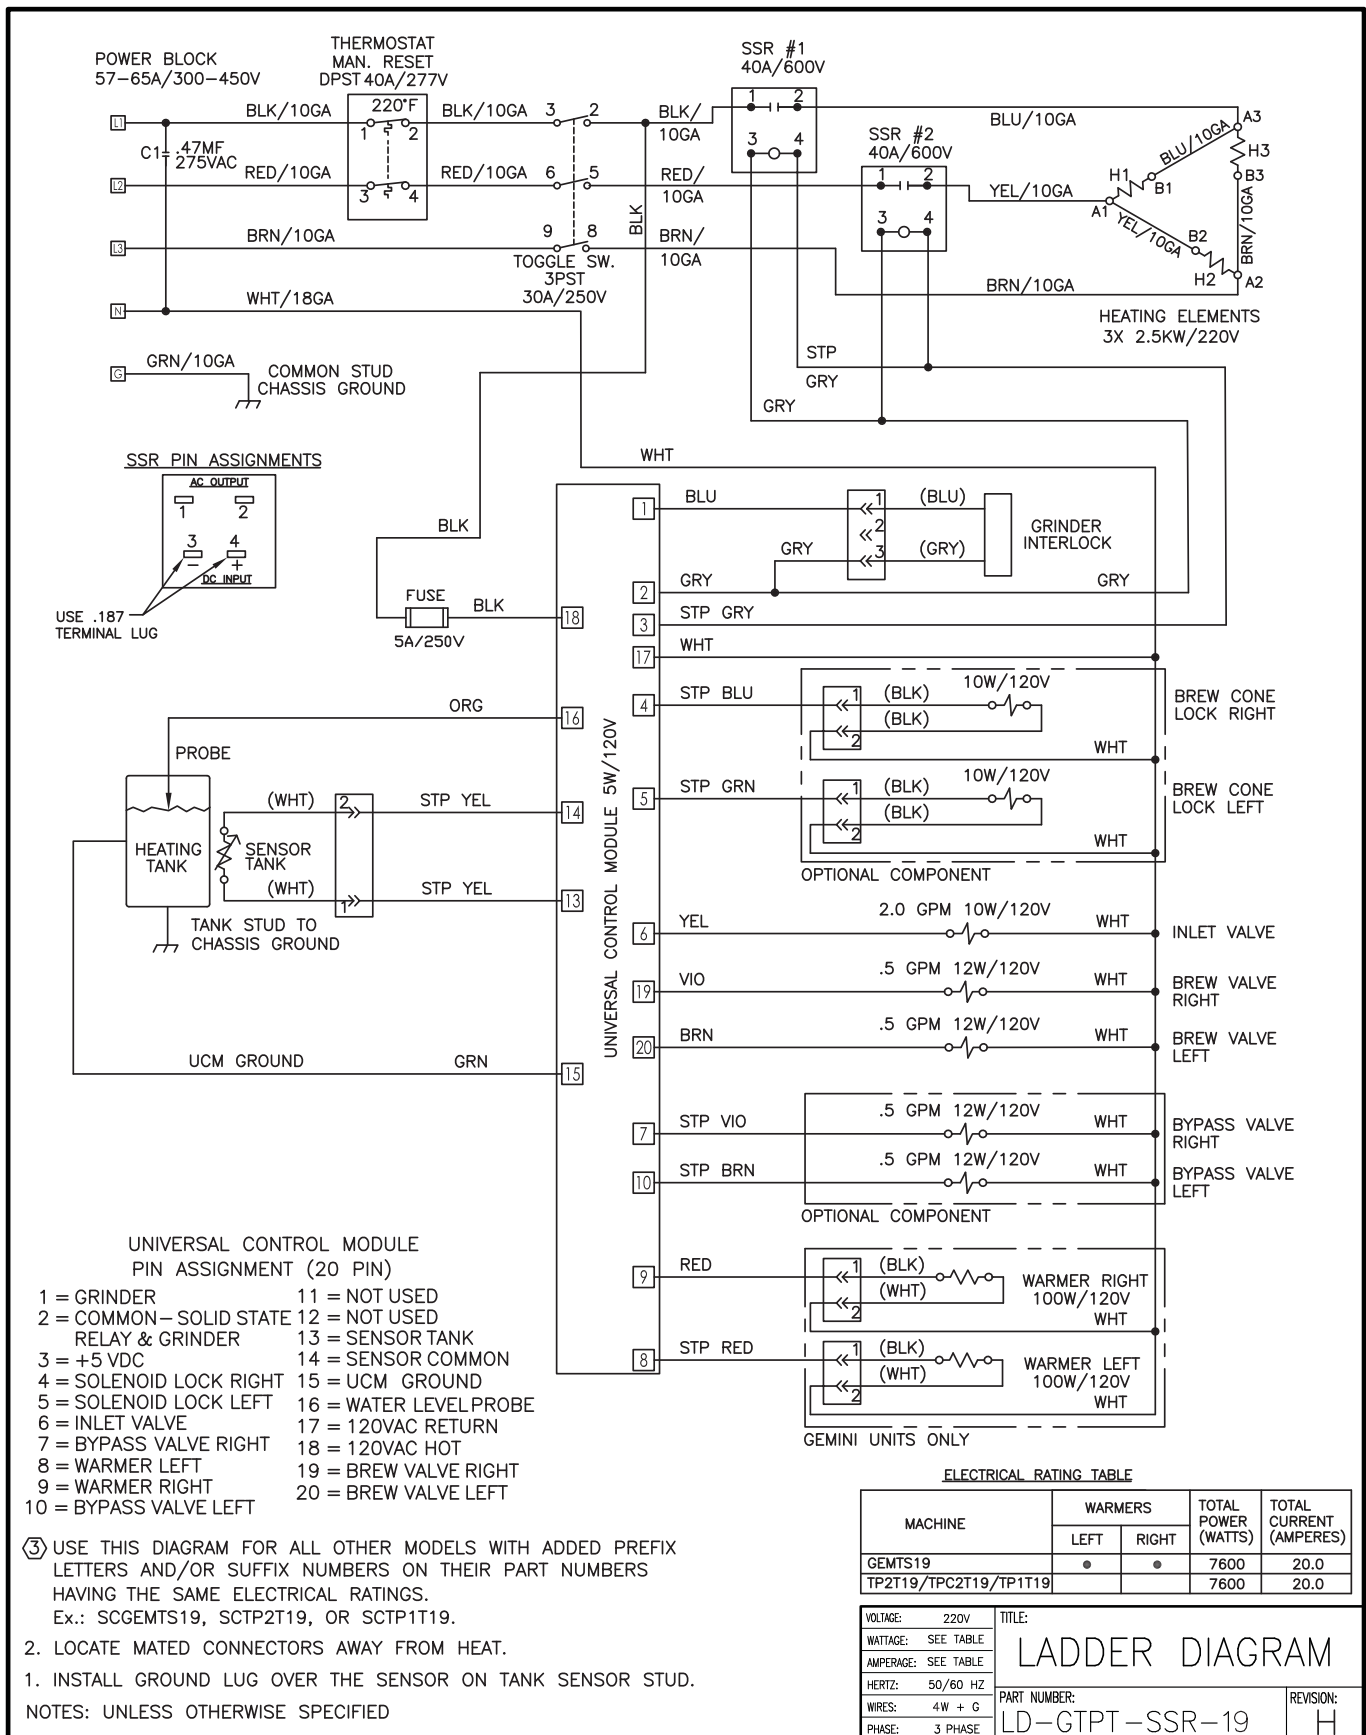 POWER BLOCK
57-65A/300-450V
THERMOSTAT
MAN. RESET
DPST 40A/277V
220°F
1
2
3
4
L1
BLK/10GA
BLK/10GA
3
2
BLK/
10GA
C1
.47MF
275VAC
L2
RED/10GA
RED/10GA
6
5
RED/
10GA
L3
BRN/10GA
9
8
BRN/
10GA
BLK
TOGGLE SW.
3PST
30A/250V
N
WHT/18GA
G
GRN/10GA
COMMON STUD
CHASSIS GROUND
SSR #1
40A/600V
1
2
3
4
BLU/10GA
SSR #2
40A/600V
1
2
3
4
YEL/10GA
BRN/10GA
A3
BLU/10GA
H3
H1
B1
B3
A1
YEL/10GA
B2
BRN/10GA
H2
A2
HEATING ELEMENTS
3X 2.5KW/220V
STP
GRY
GRY
WHT
SSR PIN ASSIGNMENTS
AC OUTPUT
1
2
3
4
-
+
DC INPUT
USE .187
TERMINAL LUG
BLK
FUSE
5A/250V
BLK
18
UNIVERSAL CONTROL MODULE 5W/120V
1
BLU
1
(BLU)
2
GRY
3
(GRY)
GRINDER
INTERLOCK
2
GRY
GRY
3
STP GRY
17
WHT
4
STP BLU
1
(BLK)
10W/120V
(BLK)
2
WHT
BREW CONE
LOCK RIGHT
5
STP GRN
1
(BLK)
10W/120V
(BLK)
2
WHT
BREW CONE
LOCK LEFT
OPTIONAL COMPONENT
ORG
16
PROBE
HEATING
TANK
(WHT)
2
STP YEL
14
SENSOR
TANK
(WHT)
1
STP YEL
13
TANK STUD TO
CHASSIS GROUND
UCM GROUND
GRN
15
6
YEL
2.0 GPM 10W/120V
WHT
INLET VALVE
19
VIO
.5 GPM 12W/120V
WHT
BREW VALVE
RIGHT
20
BRN
.5 GPM 12W/120V
WHT
BREW VALVE
LEFT
7
STP VIO
.5 GPM 12W/120V
WHT
BYPASS VALVE
RIGHT
10
STP BRN
.5 GPM 12W/120V
WHT
BYPASS VALVE
LEFT
OPTIONAL COMPONENT
9
RED
1
(BLK)
(WHT)
2
WARMER RIGHT
100W/120V
WHT
8
STP RED
1
(BLK)
(WHT)
2
WARMER LEFT
100W/120V
WHT
GEMINI UNITS ONLY
UNIVERSAL CONTROL MODULE
PIN ASSIGNMENT (20 PIN)
1 = GRINDER
2 = COMMON-SOLID STATE
RELAY & GRINDER
3 = +5 VDC
4 = SOLENOID LOCK RIGHT
5 = SOLENOID LOCK LEFT
6 = INLET VALVE
7 = BYPASS VALVE RIGHT
8 = WARMER LEFT
9 = WARMER RIGHT
10 = BYPASS VALVE LEFT
11 = NOT USED
12 = NOT USED
13 = SENSOR TANK
14 = SENSOR COMMON
15 = UCM GROUND
16 = WATER LEVEL PROBE
17 = 120VAC RETURN
18 = 120VAC HOT
19 = BREW VALVE RIGHT
20 = BREW VALVE LEFT
3 USE THIS DIAGRAM FOR ALL OTHER MODELS WITH ADDED PREFIX
LETTERS AND/OR SUFFIX NUMBERS ON THEIR PART NUMBERS
HAVING THE SAME ELECTRICAL RATINGS.
Ex.: SCGEMTS19, SCTP2T19, OR SCTP1T19.
2. LOCATE MATED CONNECTORS AWAY FROM HEAT.
1. INSTALL GROUND LUG OVER THE SENSOR ON TANK SENSOR STUD.
NOTES: UNLESS OTHERWISE SPECIFIED
ELECTRICAL RATING TABLE
MACHINE
WARMERS
LEFT
RIGHT
TOTAL
POWER
(WATTS)
TOTAL
CURRENT
(AMPERES)
GEMTS19 ● ● 7600 20.0
TP2T19/TPC2T19/TP1T19 7600 20.0
VOLTAGE: 220V
WATTAGE: SEE TABLE
AMPERAGE: SEE TABLE
HERTZ: 50/60 HZ
WIRES: 4W + G
PHASE: 3 PHASE
TITLE:
LADDER DIAGRAM
PART NUMBER:
LD-GTPT-SSR-19
REVISION:
H